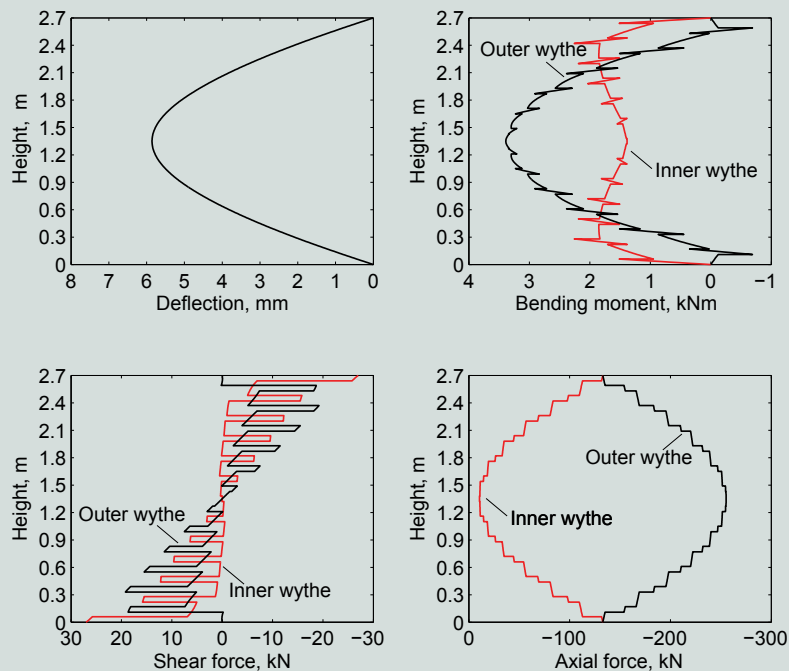 2.7
2.4
2.1
1.8
1.5
1.2
0.9
0.6
0.3
0
Height, m
8 7 6 5 4 3 2 1 0
Deflection, mm
2.7
2.4
2.1
1.8
1.5
1.2
0.9
0.6
0.3
0
Height, m
Outer wythe
Inner wythe
4 3 2 1 0 −1
Bending moment, kNm
2.7
2.4
2.1
1.8
1.5
1.2
0.9
0.6
0.3
0
Height, m
Outer wythe
Inner wythe
30 20 10 0 −10 −20 −30
Shear force, kN
2.7
2.4
2.1
1.8
1.5
1.2
0.9
0.6
0.3
0
Height, m
Outer wythe
Inner wythe
0 −100 −200 −300
Axial force, kN